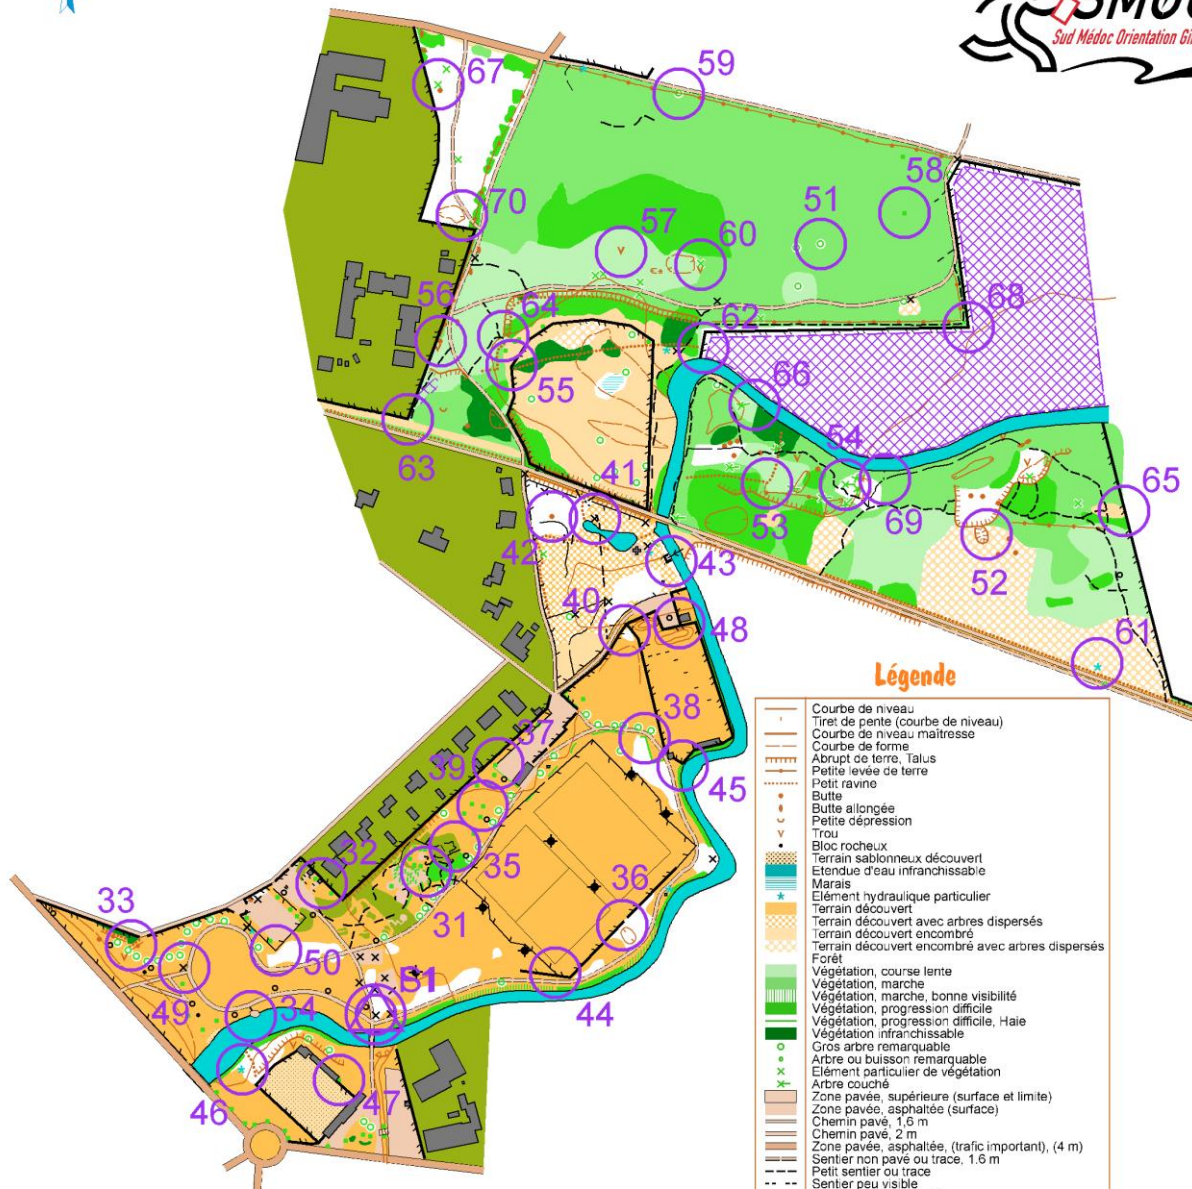 Sud Médoc Orientation
67
59
58
51
70
57
60
56
64
62
68
55
66
63
54
41
65
53
69
42
52
43
40
48
61
38
37
39
45
35
32
36
33
31
50
S1
34
49
44
46
47
Légende
Courbe de niveau
Tiret de pente (courbe de niveau)
Courbe de niveau maîtresse
Courbe de forme
Abrupt de terre, Talus
Petite levée de terre
Petit ravine
Butte
Butte allongée
Petite dépression
Trou
Bloc rocheux
Terrain sablonneux découvert
Etendue d'eau infranchissable
Marais
Elément hydraulique particulier
Terrain découvert
Terrain découvert avec arbres dispersés
Terrain découvert encombré
Terrain découvert encombré avec arbres dispersés
Forêt
Végétation, course lente
Végétation, marche
Végétation, marche, bonne visibilité
Végétation, progression difficile
Végétation, progression difficile, Haie
Végétation infranchissable
Gros arbre remarquable
Arbre ou buisson remarquable
Elément particulier de végétation
Arbre couché
Zone pavée, supérieure (surface et limite)
Zone pavée, asphaltée (surface)
Chemin pavé, 1,6 m
Chemin pavé, 2 m
Zone pavée, asphaltée, (trafic important), (4 m)
Sentier non pavé ou trace, 1.6 m
Petit sentier ou trace
Sentier peu visible